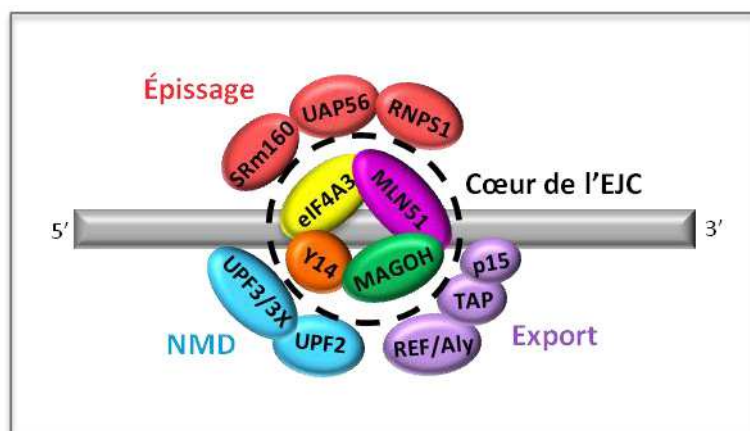 Épissage
SRm160
UAP56
RNPS1
eIF4A3
MLN51
Cœur de l'EJC
5′
3′
Y14
MAGOH
p15
UPF3/3X
TAP
NMD
UPF2
REF/Aly
Export